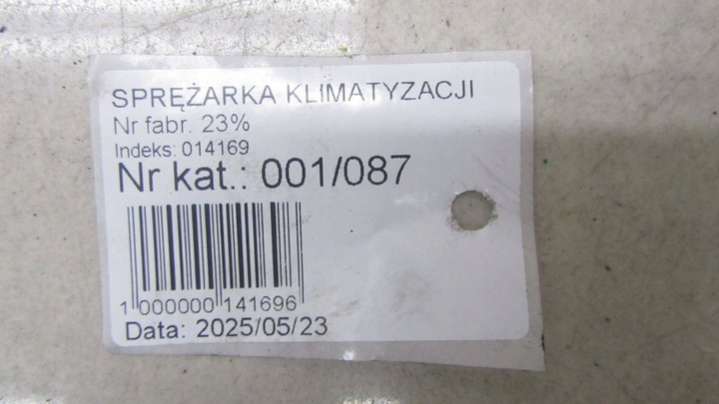 SPRĘŻARKA KLIMATYZACJI
Nr fabr. 23%
Indeks: 014169
Nr kat.: 001/087
1 000000 141696
Data: 2025/05/23